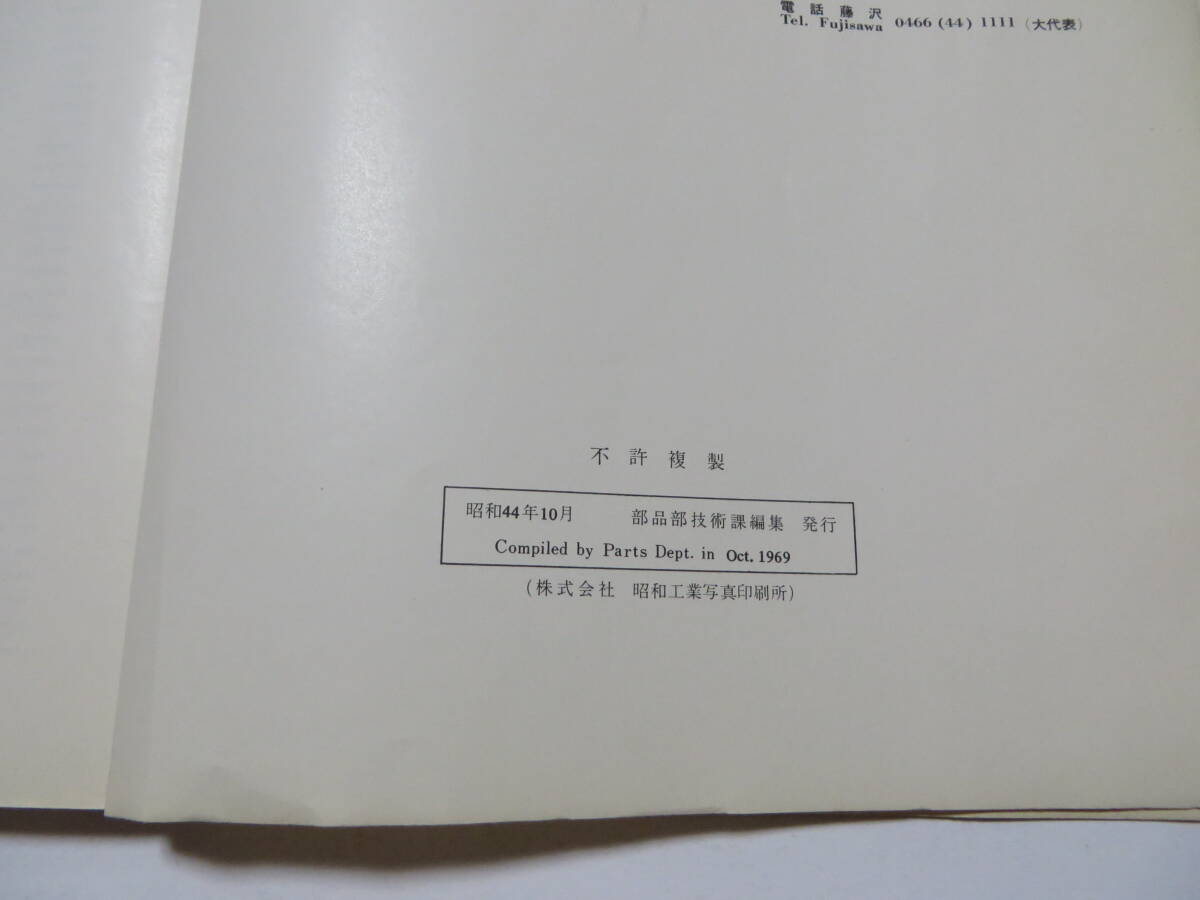 電話藤沢
Tel. Fujisawa 0466 (44) 1111 (大代表)
不許複製
昭和44年10月 部品部技術課編集 発行
Compiled by Parts Dept. in Oct. 1969
(株式会社 昭和工業写真印刷所)